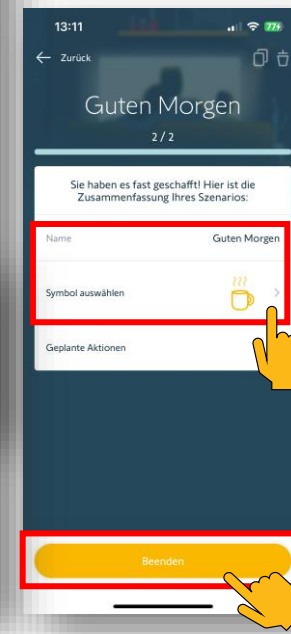 13:11
77
Zurück
Guten Morgen
2 / 2
Sie haben es fast geschafft! Hier ist die
Zusammenfassung Ihres Szenarios:
Name Guten Morgen
Symbol auswählen
Geplante Aktionen
Beenden